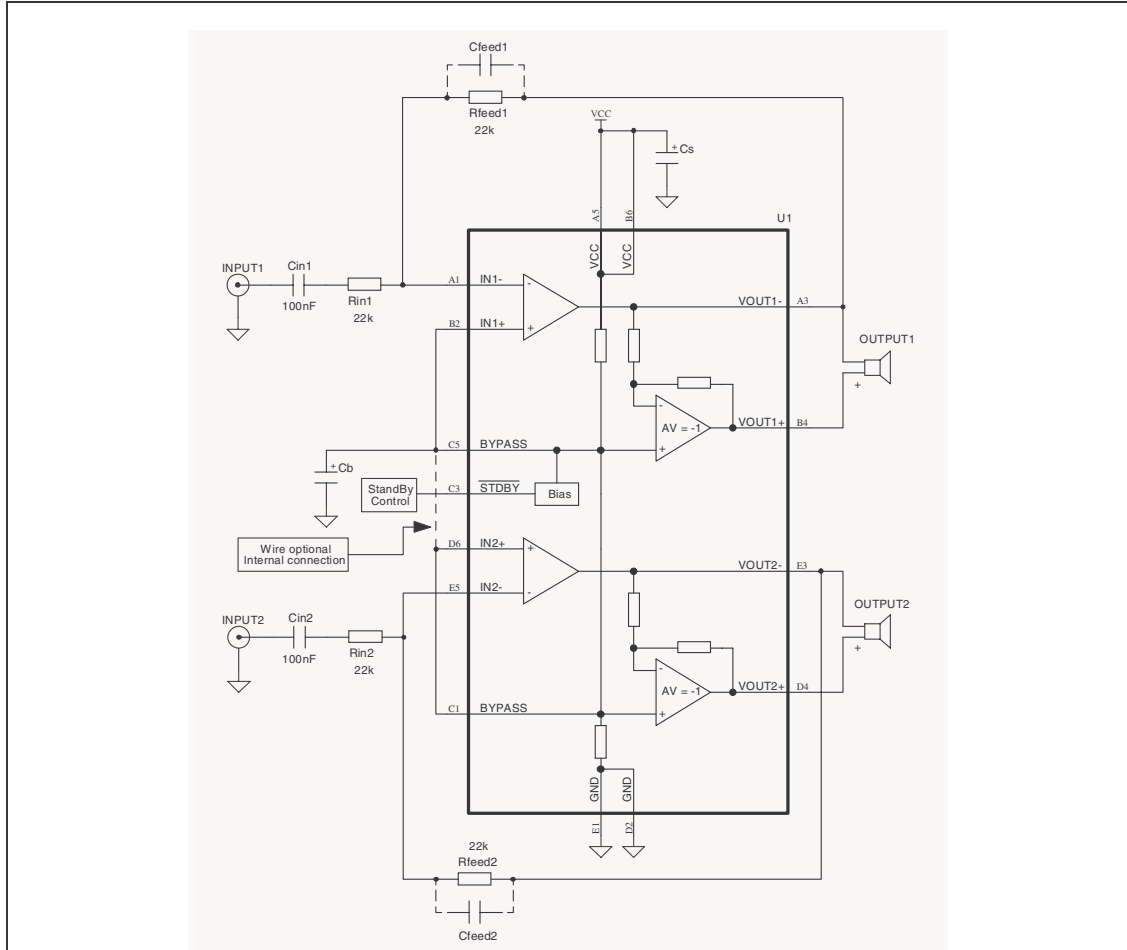 Cfeed1
Rfeed1
22k
VCC
+ Cs
A5
B6
U1
VCC
VCC
INPUT1
Cin1
100nF
Rin1
22k
A1
IN1-
-
B2
IN1+
+
VOUT1-
A3
OUTPUT1
+
-
AV = -1
+
VOUT1+
B4
C5
BYPASS
+ Cb
StandBy
Control
C3
STDBY
Bias
Wire optional
Internal connection
D6
IN2+
+
E5
IN2-
-
VOUT2-
E3
OUTPUT2
+
INPUT2
Cin2
100nF
Rin2
22k
-
AV = -1
+
VOUT2+
D4
C1
BYPASS
GND
GND
E1
D2
22k
Rfeed2
Cfeed2